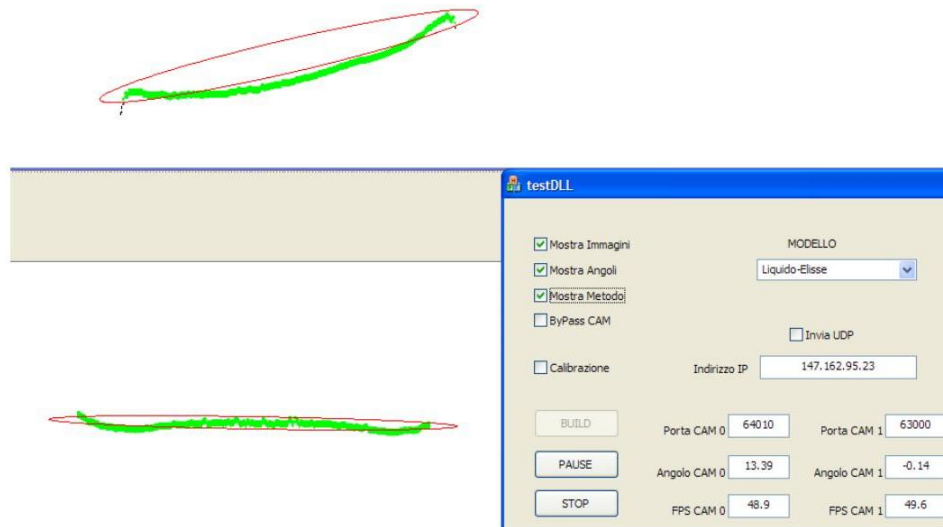 testDLL
Mostra Immagini
MODELLO
Mostra Angoli
Liquido-Elisse
Mostra Metodo
ByPass CAM
Invia UDP
Calibrazione
Indirizzo IP 147.162.95.23
BUILD
Porta CAM 0 64010 Porta CAM 1 63000
PAUSE
Angolo CAM 0 13.39 Angolo CAM 1 -0.14
STOP
FPS CAM 0 48.9 FPS CAM 1 49.6